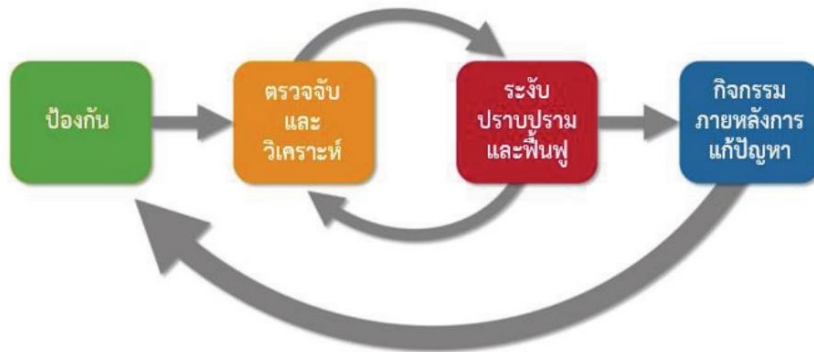 ป้องกัน
ตรวจจับ
และ
วิเคราะห์
ระงับ
ปราบปราม
และฟื้นฟู
กิจกรรม
ภายหลังการ
แก้ปัญหา